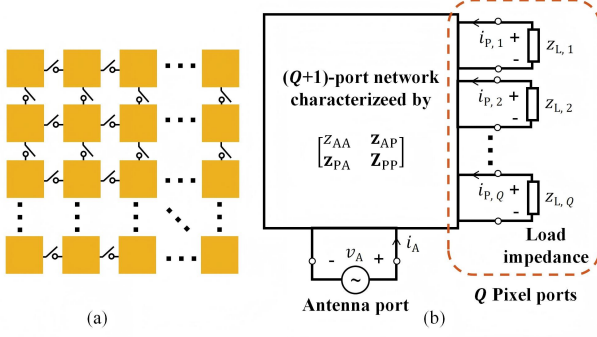 (Q+1)-port network
characterizeed by
z_AA z_AP
z_PA Z_PP
i_P, 1 + - z_L, 1
i_P, 2 + - z_L, 2
i_P, Q + - z_L, Q
Load
impedance
- v_A + i_A
~
Antenna port
Q Pixel ports
(a)
(b)